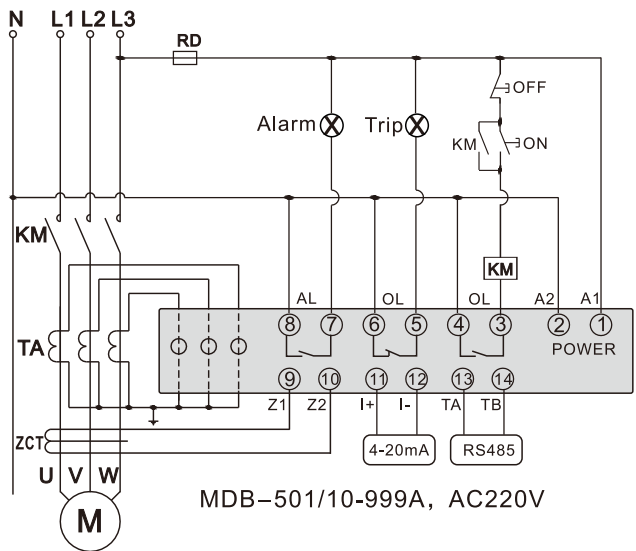 N L1 L2 L3
RD
OFF
Alarm Trip
KM ON
KM
KM
AL OL OL A2 A1
8 7 6 5 4 3 2 1
POWER
TA
9 10 11 12 13 14
Z1 Z2 I+ I- TA TB
ZCT
4-20mA RS485
U V W
MDB-501/10-999A, AC220V
M